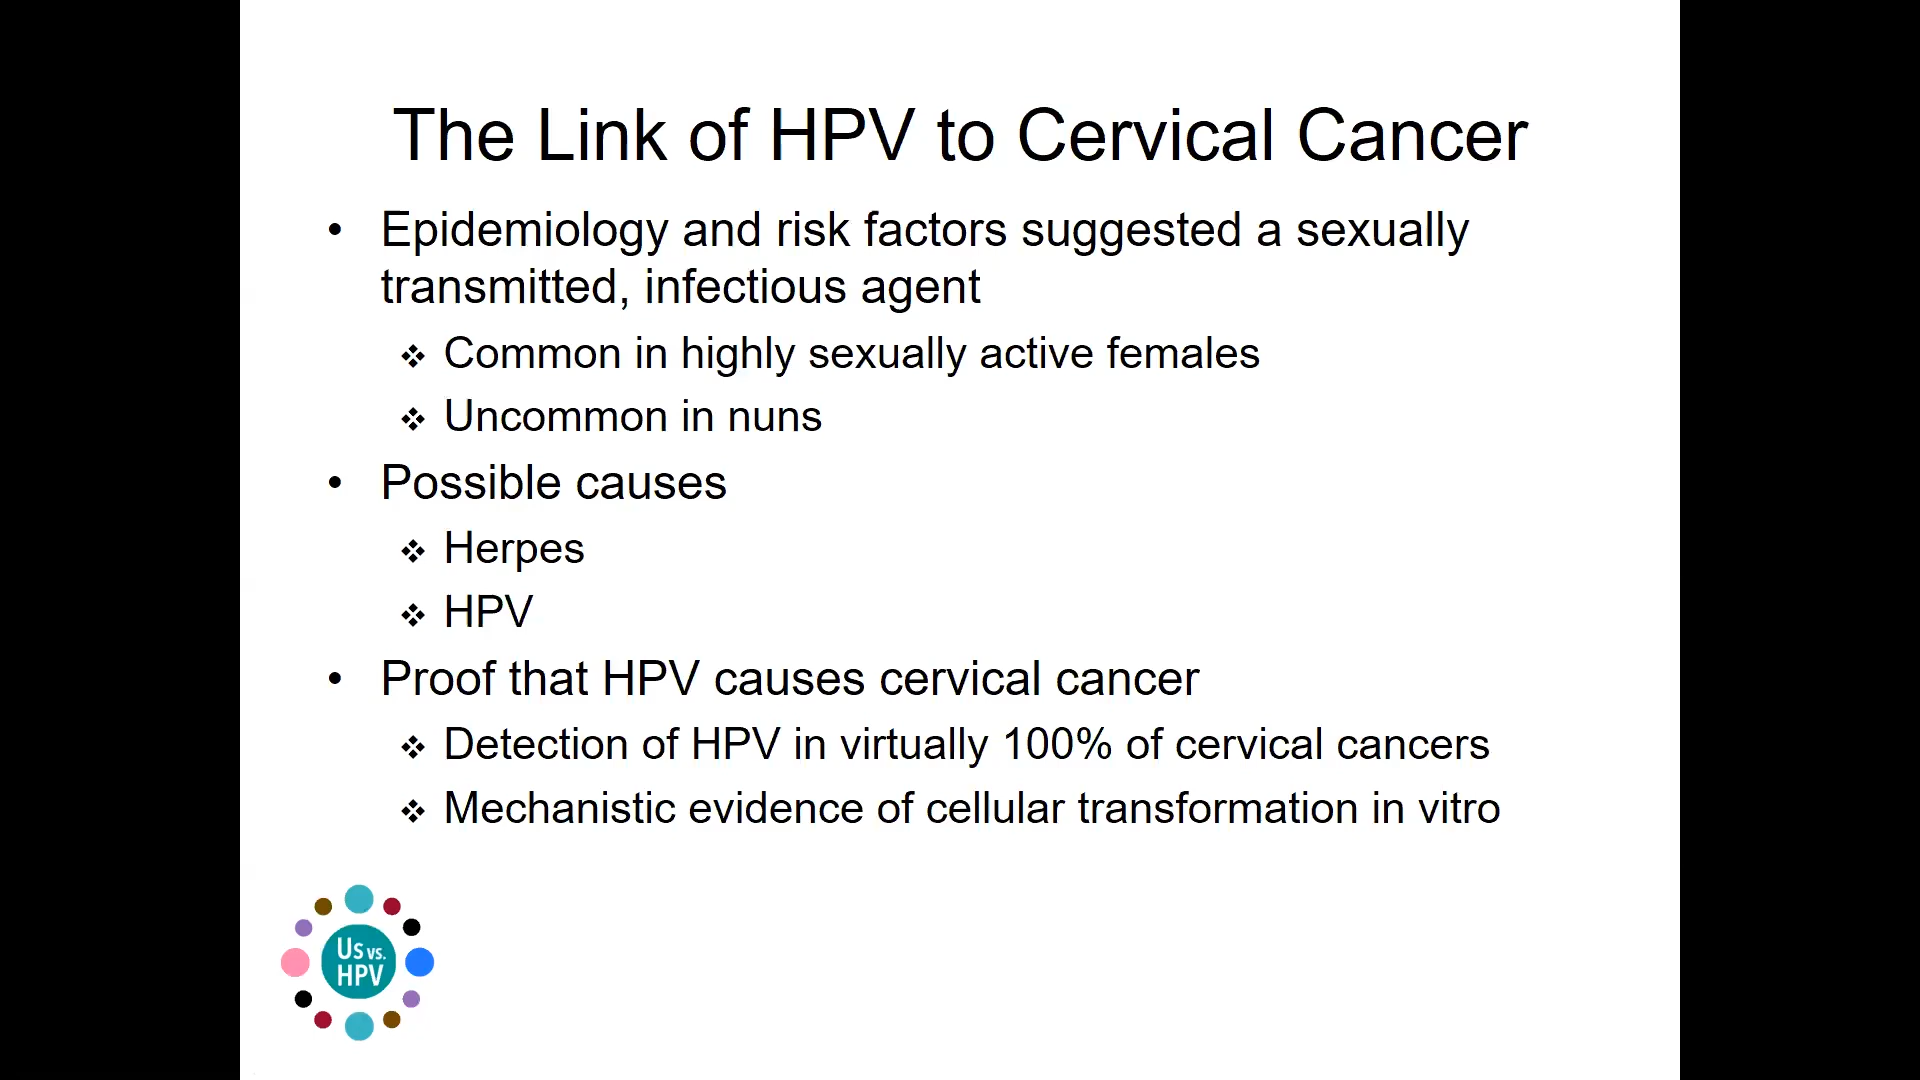 The Link of HPV to Cervical Cancer
• Epidemiology and risk factors suggested a sexually
transmitted, infectious agent
❖ Common in highly sexually active females
❖ Uncommon in nuns
• Possible causes
❖ Herpes
❖ HPV
• Proof that HPV causes cervical cancer
❖ Detection of HPV in virtually 100% of cervical cancers
❖ Mechanistic evidence of cellular transformation in vitro
Us vs.
HPV